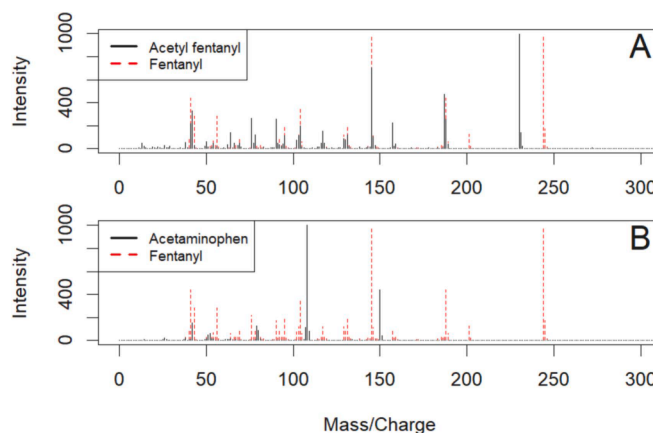 1000
A
Acetyl fentanyl
Fentanyl
Intensity
400
0
0 50 100 150 200 250 300
1000
B
Acetaminophen
Fentanyl
Intensity
400
0
0 50 100 150 200 250 300
Mass/Charge